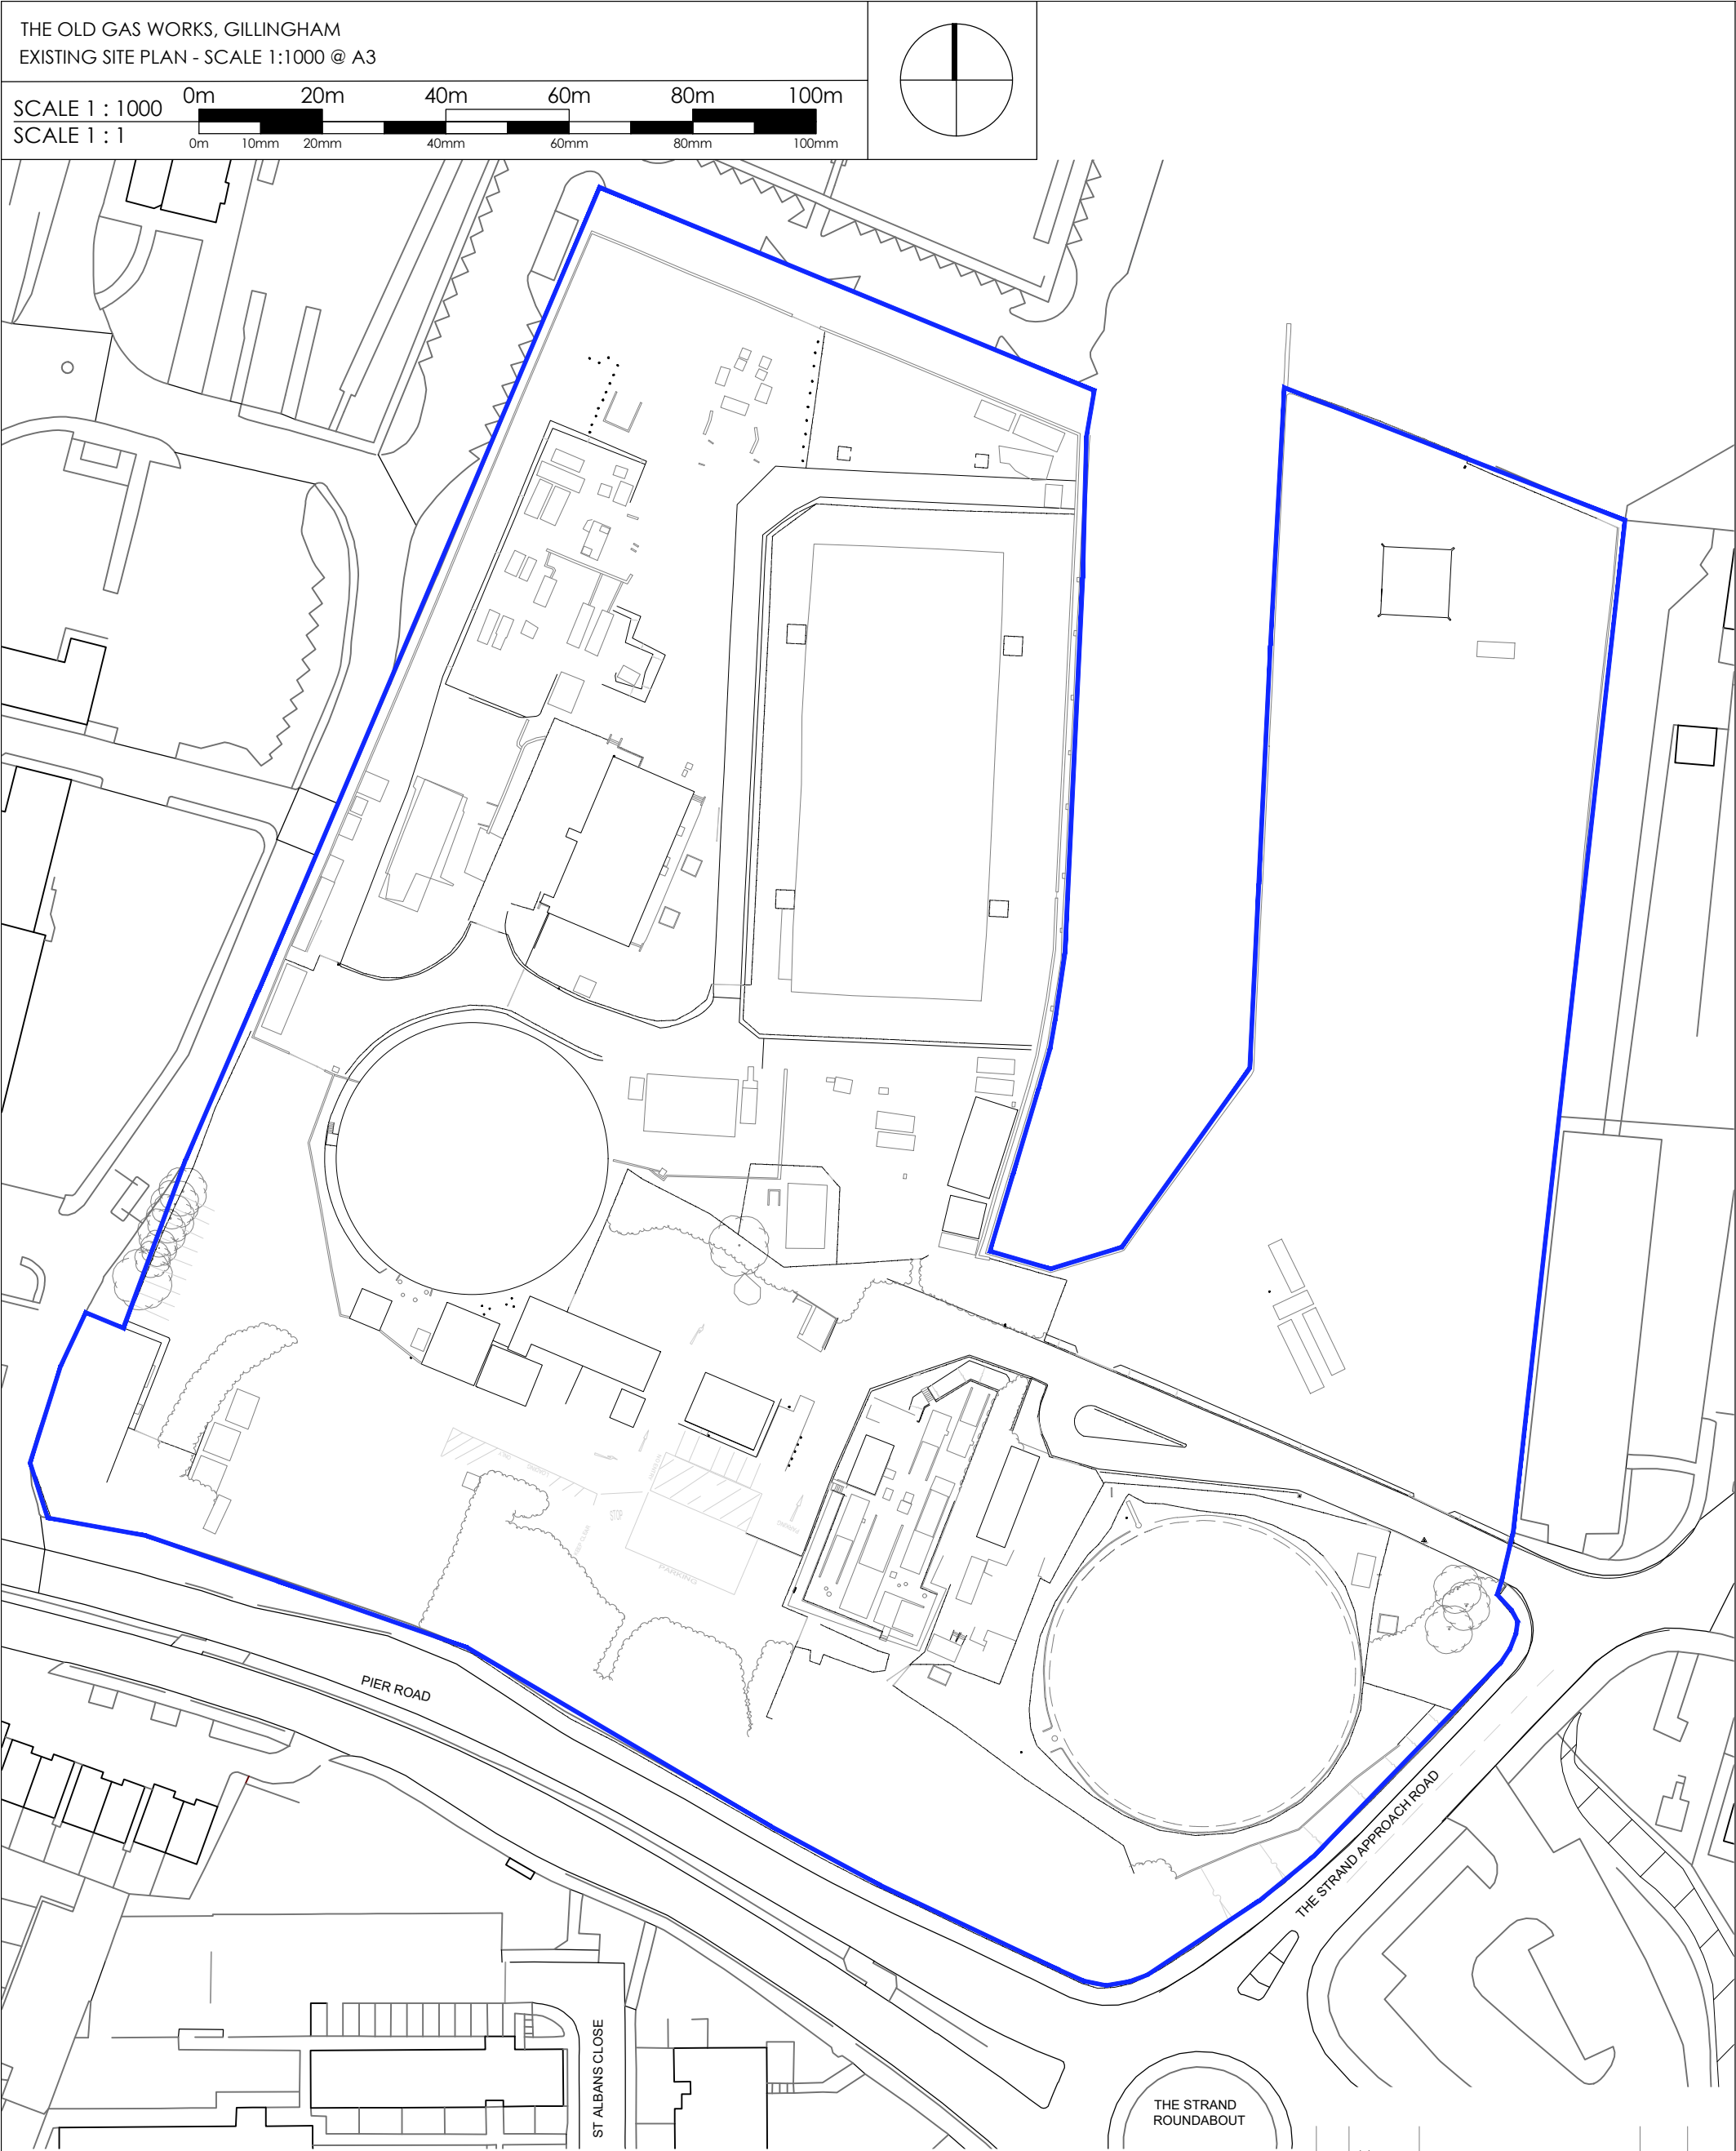 THE OLD GAS WORKS, GILLINGHAM
EXISTING SITE PLAN - SCALE 1:1000 @ A3
SCALE 1 : 1000
0m 20m 40m 60m 80m 100m
SCALE 1 : 1
0m 10mm 20mm 40mm 60mm 80mm 100mm
STOP
PARKING
PIER ROAD
THE STRAND APPROACH ROAD
ST ALBANS CLOSE
THE STRAND
ROUNDABOUT